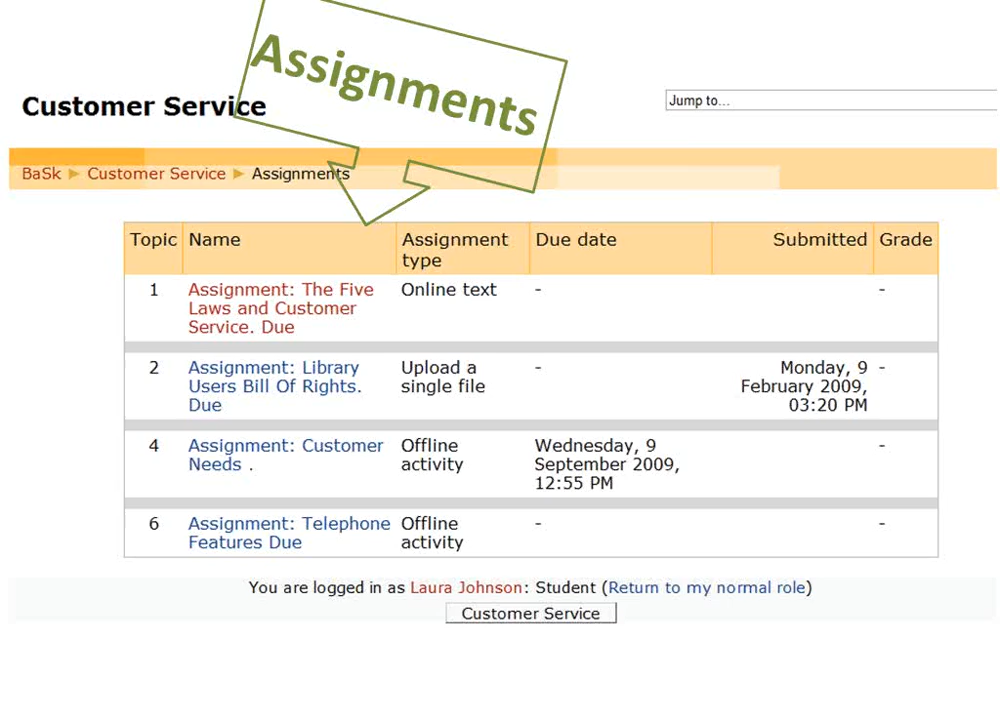 Assignments
Customer Service
Jump to...
BaSk ► Customer Service ► Assignments
Topic Name Assignment type Due date Submitted Grade
1 Assignment: The Five Laws and Customer Service. Due Online text - -
2 Assignment: Library Users Bill Of Rights. Due Upload a single file - Monday, 9 February 2009, 03:20 PM -
4 Assignment: Customer Needs . Offline activity Wednesday, 9 September 2009, 12:55 PM -
6 Assignment: Telephone Features Due Offline activity - -
You are logged in as Laura Johnson: Student (Return to my normal role)
Customer Service